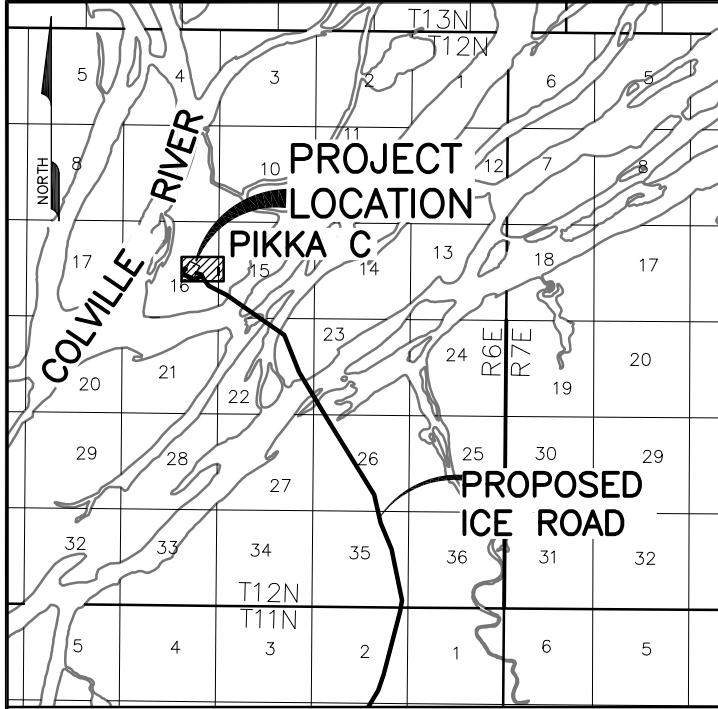 T13N
T12N
5 4 3 2 1 6 5
NORTH
8 10 11 12 7 8
COLVILLE RIVER
PROJECT
LOCATION
PIKKA C
17 16 15 14 13 18 17
20 21 22 23 24 19 20
R6E
R7E
29 28 27 26 25 30 29
PROPOSED
ICE ROAD
32 33 34 35 36 31 32
T12N
T11N
5 4 3 2 1 6 5